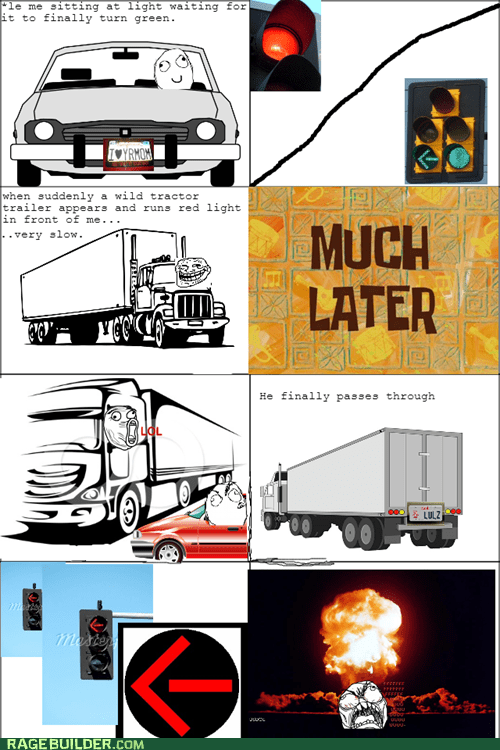 *le me sitting at light waiting for
it to finally turn green.
I♥YRMOM
when suddenly a wild tractor
trailer appears and runs red light
in front of me...
..very slow.
MUCH
LATER
LOL
He finally passes through
LULZ
RAGEBUILDER.COM